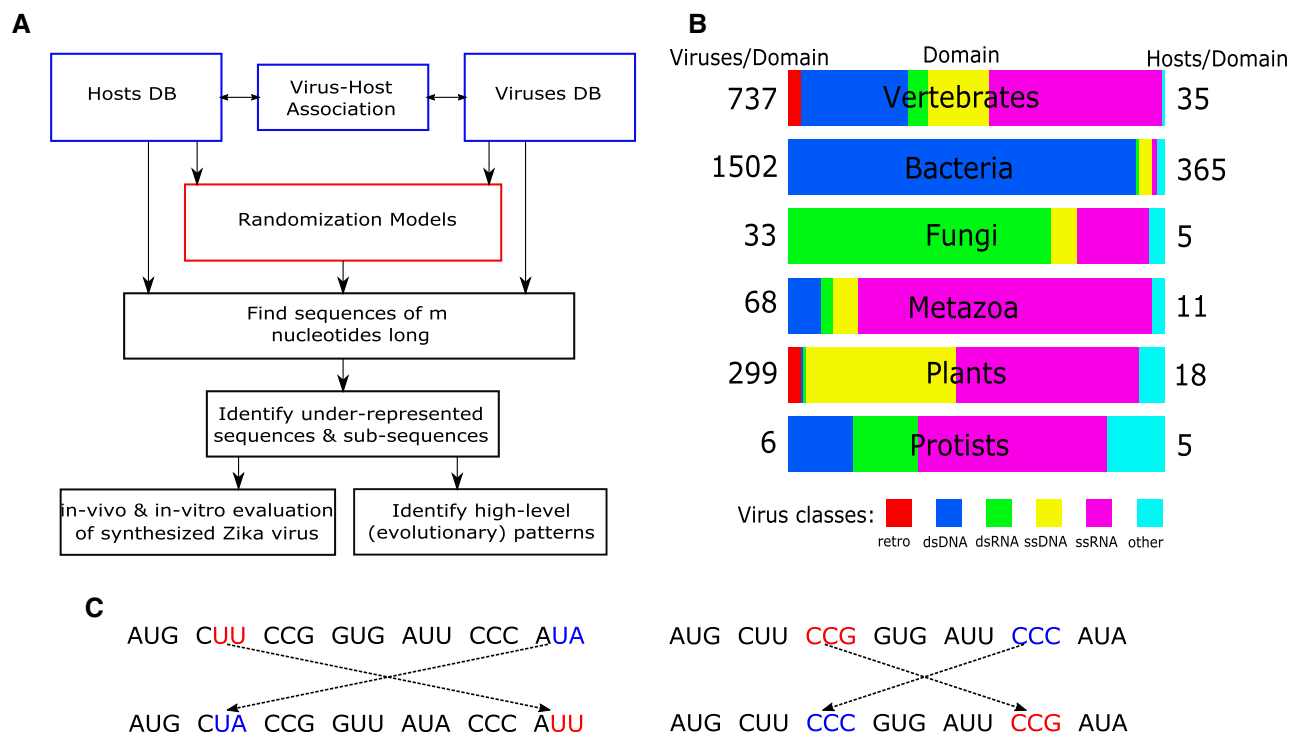 A
Hosts DB
Virus-Host
Association
Viruses DB
Randomization Models
Find sequences of m
nucleotides long
Identify under-represented
sequences & sub-sequences
in-vivo & in-vitro evaluation
of synthesized Zika virus
Identify high-level
(evolutionary) patterns
B
Viruses/Domain Domain Hosts/Domain
737 Vertebrates 35
1502 Bacteria 365
33 Fungi 5
68 Metazoa 11
299 Plants 18
6 Protists 5
Virus classes:
retro dsDNA dsRNA ssDNA ssRNA other
C
AUG CUU CCG GUG AUU CCC AUA
AUG CUA CCG GUU AUA CCC AUU
AUG CUU CCG GUG AUU CCC AUA
AUG CUU CCC GUG AUU CCG AUA